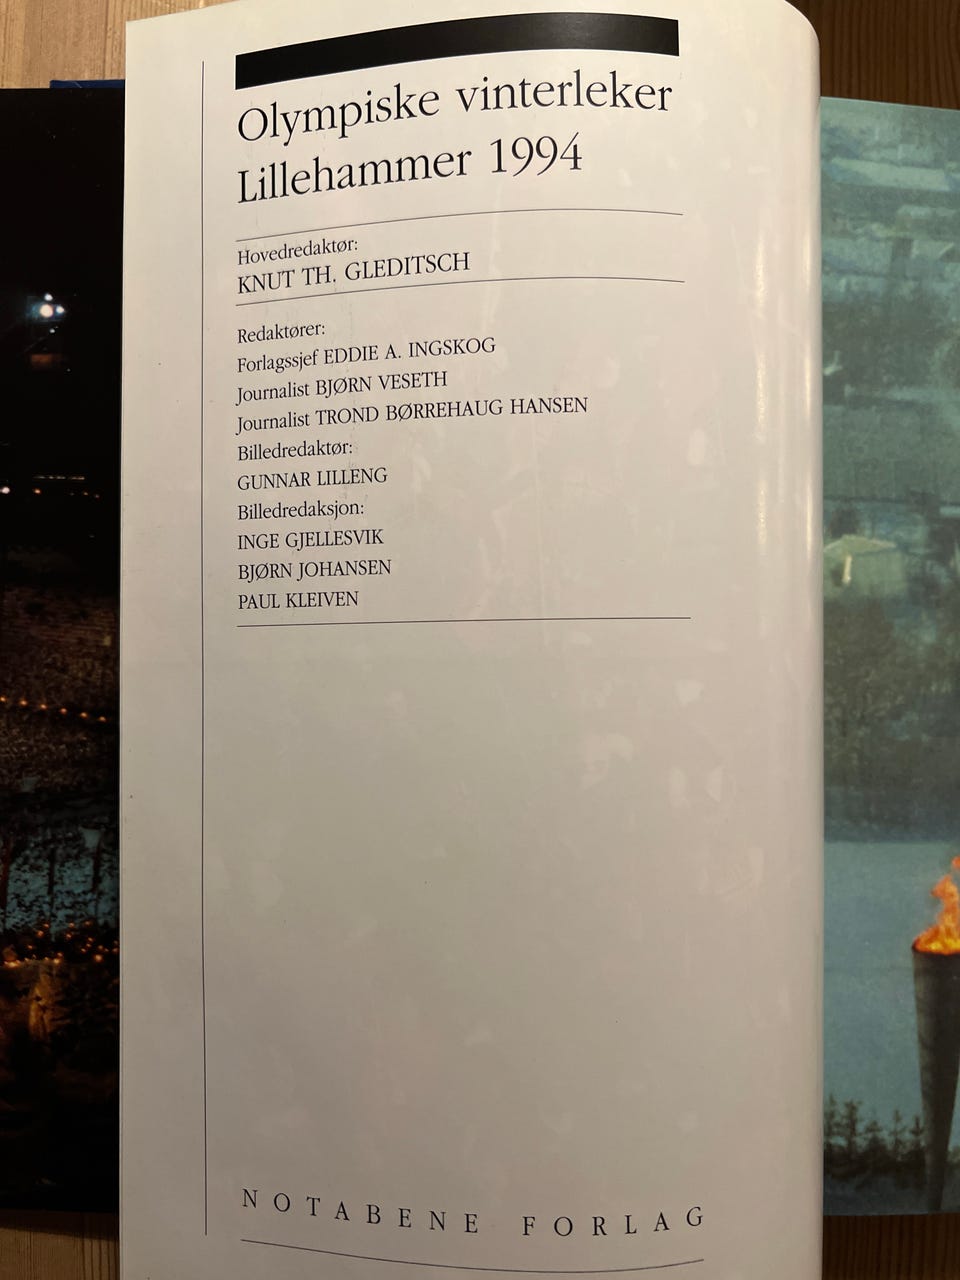 Olympiske vinterleker
Lillehammer 1994
Hovedredaktør:
KNUT TH. GLEDITSCH
Redaktører:
Forlagssjef EDDIE A. INGSKOG
Journalist BJØRN VESETH
Journalist TROND BØRREHAUG HANSEN
Billedredaktør:
GUNNAR LILLENG
Billedredaksjon:
INGE GJELLESVIK
BJØRN JOHANSEN
PAUL KLEIVEN
NOTABENE FORLAG